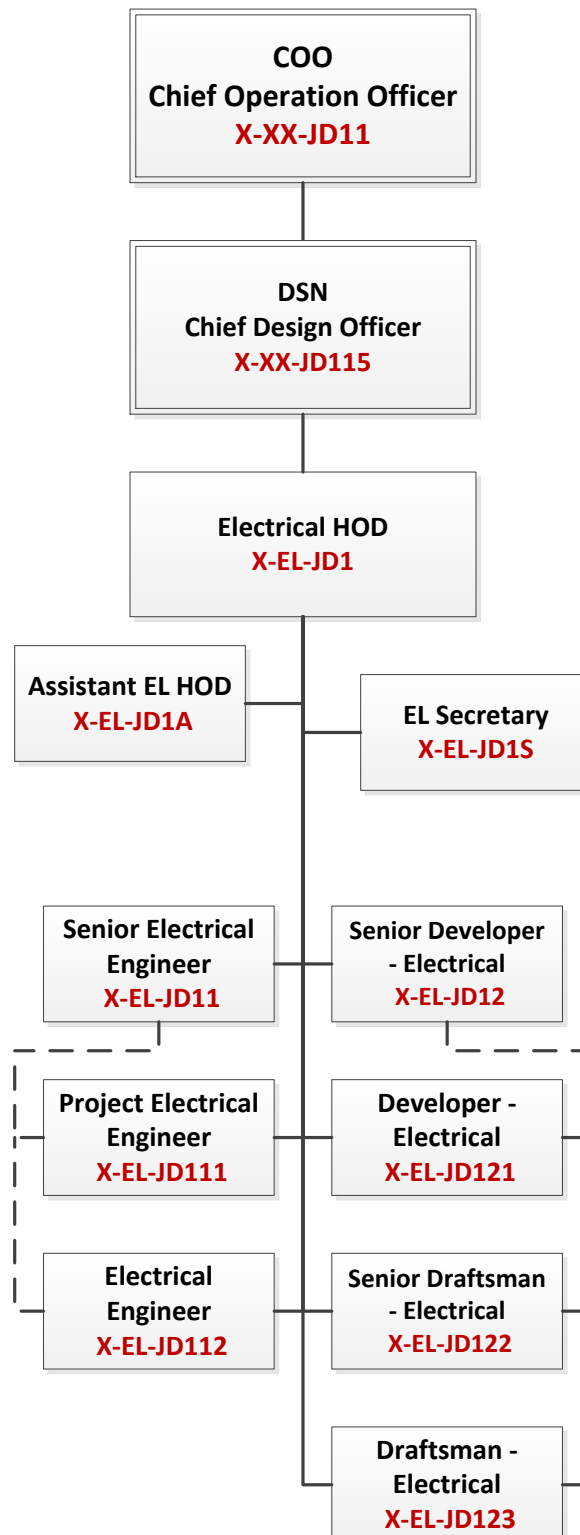 COO
Chief Operation Officer
X-XX-JD11
DSN
Chief Design Officer
X-XX-JD115
Electrical HOD
X-EL-JD1
Assistant EL HOD
X-EL-JD1A
EL Secretary
X-EL-JD1S
Senior Electrical
Engineer
X-EL-JD11
Senior Developer
- Electrical
X-EL-JD12
Project Electrical
Engineer
X-EL-JD111
Developer -
Electrical
X-EL-JD121
Electrical
Engineer
X-EL-JD112
Senior Draftsman
- Electrical
X-EL-JD122
Draftsman -
Electrical
X-EL-JD123